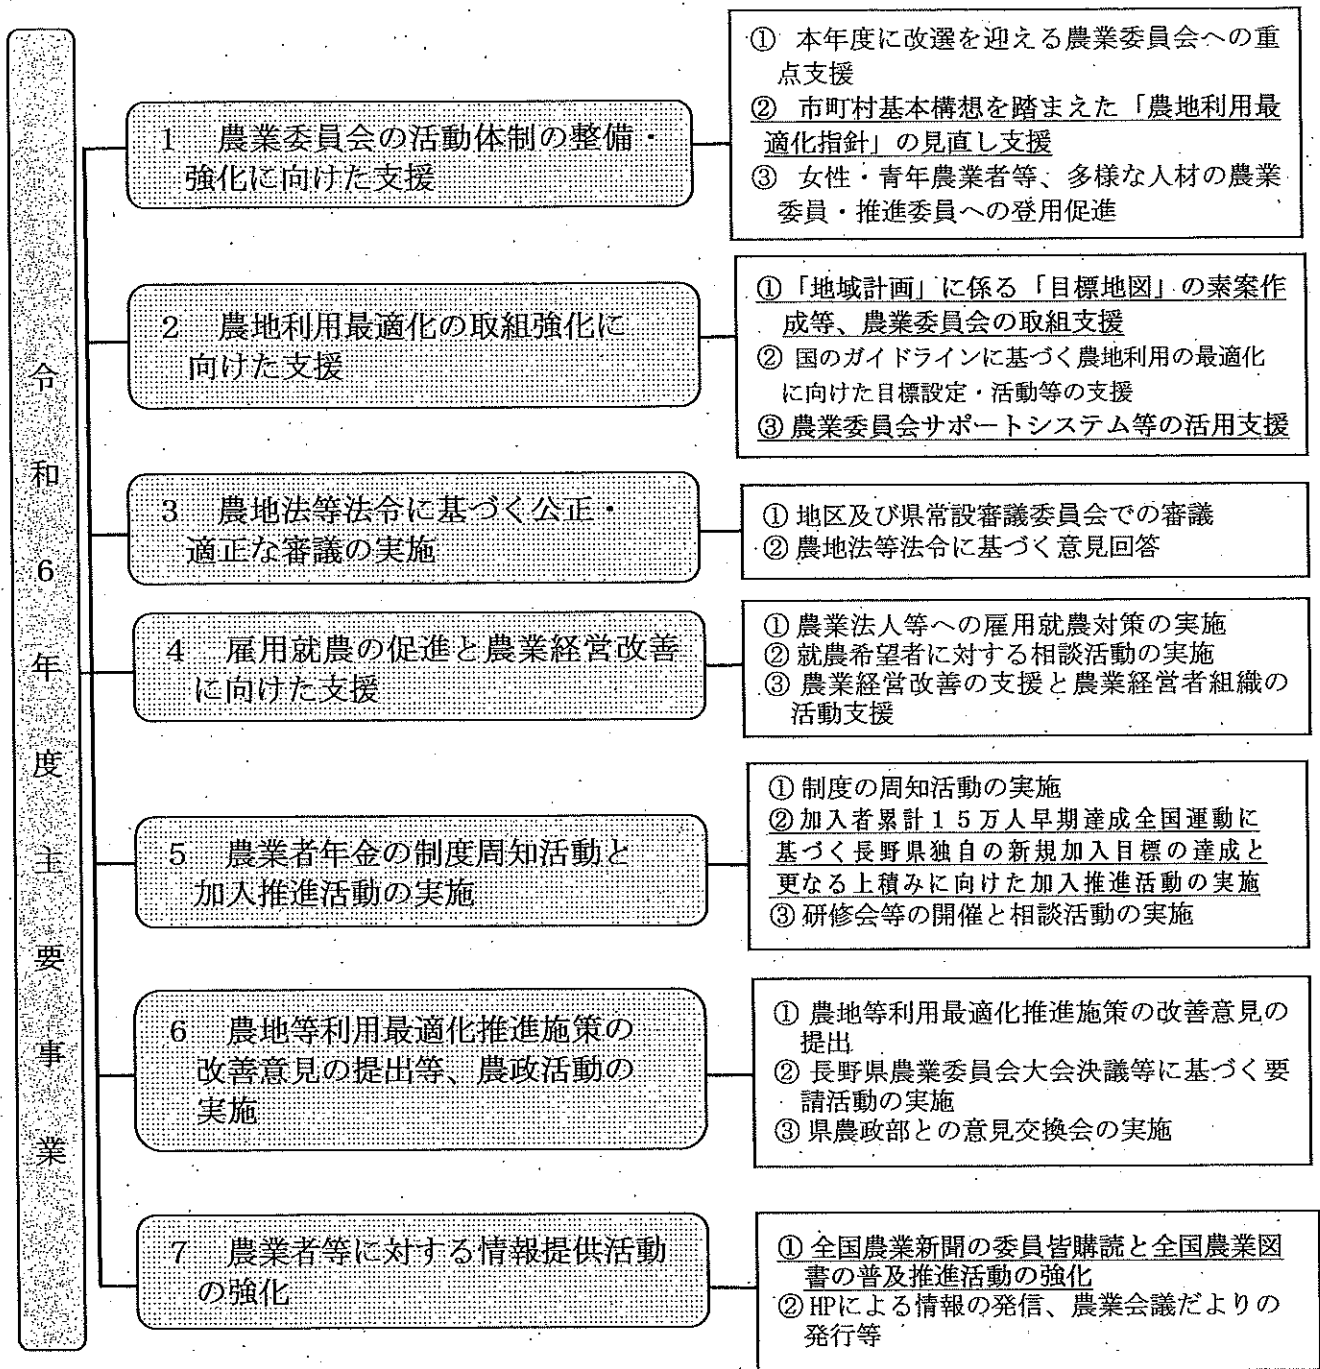 令和6年度主要事業
1 農業委員会の活動体制の整備・
強化に向けた支援
① 本年度に改選を迎える農業委員会への重
点支援
② 市町村基本構想を踏まえた「農地利用最
適化指針」の見直し支援
③ 女性・青年農業者等、多様な人材の農業
委員・推進委員への登用促進
2 農地利用最適化の取組強化に
向けた支援
①「地域計画」に係る「目標地図」の素案作
成等、農業委員会の取組支援
② 国のガイドラインに基づく農地利用の最適化
に向けた目標設定・活動等の支援
③ 農業委員会サポートシステム等の活用支援
3 農地法等法令に基づく公正・
適正な審議の実施
① 地区及び県常設審議委員会での審議
② 農地法等法令に基づく意見回答
4 雇用就農の促進と農業経営改善
に向けた支援
① 農業法人等への雇用就農対策の実施
② 就農希望者に対する相談活動の実施
③ 農業経営改善の支援と農業経営者組織の
活動支援
5 農業者年金の制度周知活動と
加入推進活動の実施
① 制度の周知活動の実施
② 加入者累計15万人早期達成全国運動に
基づく長野県独自の新規加入目標の達成と
更なる上積みに向けた加入推進活動の実施
③ 研修会等の開催と相談活動の実施
6 農地等利用最適化推進施策の
改善意見の提出等、農政活動の
実施
① 農地等利用最適化推進施策の改善意見の
提出
② 長野県農業委員会大会決議等に基づく要
請活動の実施
③ 県農政部との意見交換会の実施
7 農業者等に対する情報提供活動
の強化
① 全国農業新聞の委員皆購読と全国農業図
書の普及推進活動の強化
② HPによる情報の発信、農業会議だよりの
発行等